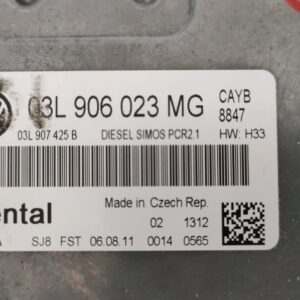 03L 906 023 MG CAYB
8847
03L 907 425 B DIESEL SIMOS PCR2.1 HW: H33
ental Made in Czech Rep.
02 1312
A SJ8 FST 06.08.11 0014 0565